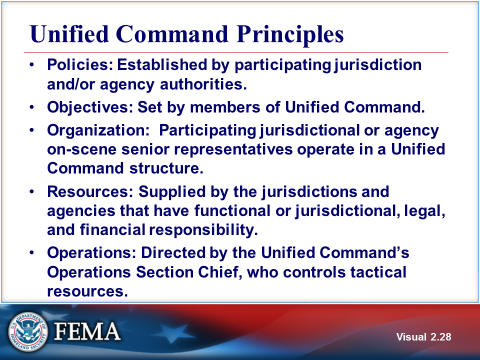 Unified Command Principles
• Policies: Established by participating jurisdiction
and/or agency authorities.
• Objectives: Set by members of Unified Command.
• Organization:  Participating jurisdictional or agency
on-scene senior representatives operate in a Unified
Command structure.
• Resources: Supplied by the jurisdictions and
agencies that have functional or jurisdictional, legal,
and financial responsibility.
• Operations: Directed by the Unified Command’s
Operations Section Chief, who controls tactical
resources.
FEMA
Visual 2.28